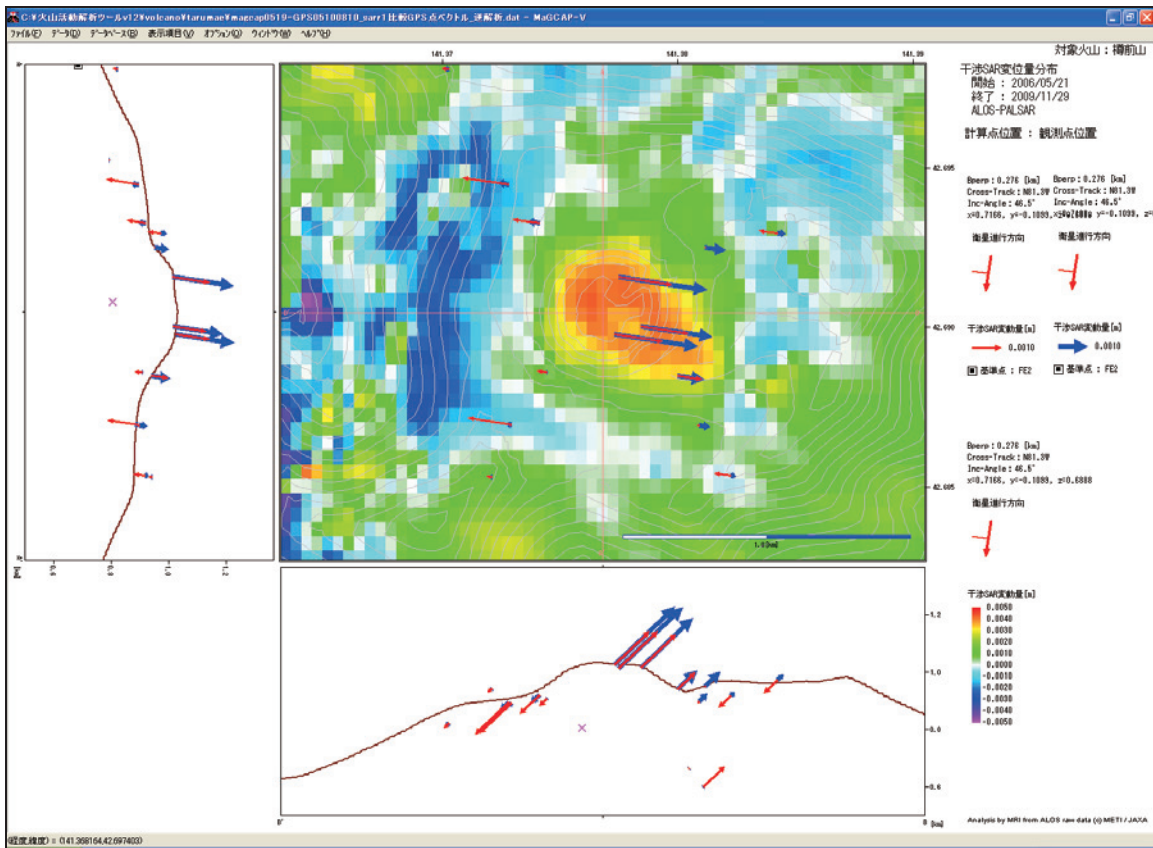 C:¥火山活動解析ツールv12¥volcano¥tarumae¥magcap0519-GPS05100810_sarr1比較GPS点ベクトル_逆解析.dat - MaGCAP-V
ファイル(F) データ(D) データベース(B) 表示項目(V) オプション(O) ウィンドウ(W) ヘルプ(H)
対象火山 : 樽前山
141.37 141.38 141.39
干渉SAR変位量分布
開始 : 2006/05/21
終了 : 2009/11/29
ALOS-PALSAR
計算点位置 : 観測点位置
42.695
42.690
42.685
Bperp : 0.276 [km] Bperp : 0.276 [km]
Cross-Track : N81.3W Cross-Track : N81.3W
Inc-Angle : 46.5° Inc-Angle : 46.5°
x=0.7166, y=-0.1099,
衛星進行方向 衛星進行方向
干渉SAR変動量[m] 干渉SAR変動量[m]
0.0010 0.0010
基準点 : FE2 基準点 : FE2
Bperp : 0.276 [km]
Cross-Track : N81.3W
Inc-Angle : 46.5°
x=0.7166, y=-0.1099, z=0.6888
衛星進行方向
干渉SAR変動量[m]
0.0050
0.0040
0.0030
0.0020
0.0010
0.0000
-0.0010
-0.0020
-0.0030
-0.0040
-0.0050
1.0[km]
[km] 0.6 0.8 1.0 1.2
1.2
1.0
0.8
0.6
B' B [km]
Analysis by MRI from ALOS raw data (c) METI / JAXA
(経度,緯度) = (141.368164,42.697403)